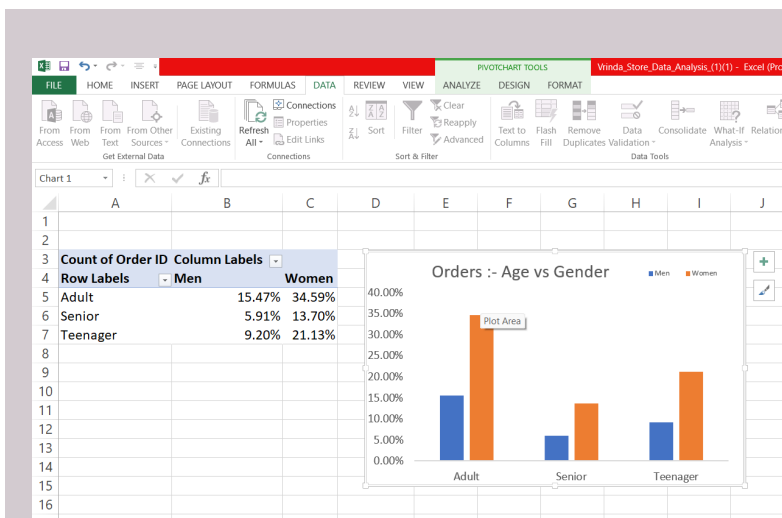 PIVOTCHART TOOLS Vrinda_Store_Data_Analysis_(1)(1) - Excel (Pro
FILE HOME INSERT PAGE LAYOUT FORMULAS DATA REVIEW VIEW ANALYZE DESIGN FORMAT
From Access
From Web
From Text
From Other Sources
Existing Connections
Refresh All
Connections
Properties
Edit Links
Sort
Filter
Clear
Reapply
Advanced
Text to Columns
Flash Fill
Remove Duplicates
Data Validation
Consolidate
What-If Analysis
Relation
Get External Data Connections Sort & Filter Data Tools
Chart 1 fx
A B C D E F G H I J
1
2
3 Count of Order ID Column Labels
4 Row Labels Men Women
5 Adult 15.47% 34.59%
6 Senior 5.91% 13.70%
7 Teenager 9.20% 21.13%
8
9
10
11
12
13
14
15
16
Orders :- Age vs Gender
Men Women
40.00%
35.00%
Plot Area
30.00%
25.00%
20.00%
15.00%
10.00%
5.00%
0.00%
Adult Senior Teenager